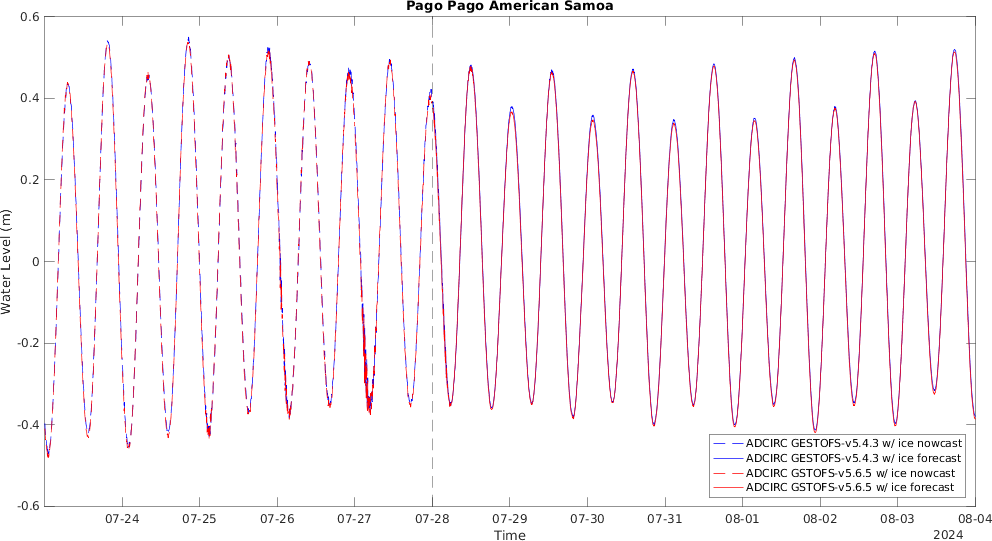 Pago Pago American Samoa
0.6
0.4
0.2
0
-0.2
-0.4
-0.6
Water Level (m)
ADCIRC GESTOFS-v5.4.3 w/ ice nowcast
ADCIRC GESTOFS-v5.4.3 w/ ice forecast
ADCIRC GSTOFS-v5.6.5 w/ ice nowcast
ADCIRC GSTOFS-v5.6.5 w/ ice forecast
07-24 07-25 07-26 07-27 07-28 07-29 07-30 07-31 08-01 08-02 08-03 08-04
Time
2024